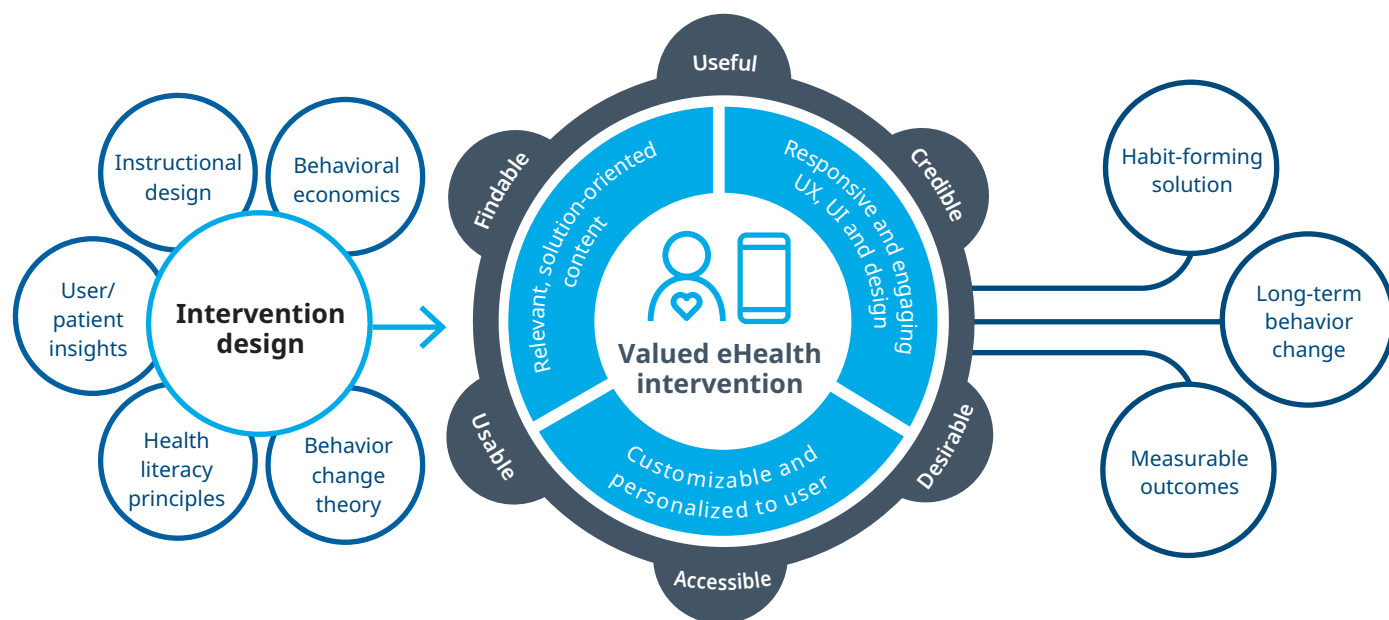 Instructional
design
Behavioral
economics
User/
patient
insights
Intervention
design
Health
literacy
principles
Behavior
change
theory
Useful
Findable
Credible
Usable
Desirable
Accessible
Relevant, solution-oriented
content
Responsive and engaging
UX, UI and design
Customizable and
personalized to user
Valued eHealth
intervention
Habit-forming
solution
Long-term
behavior
change
Measurable
outcomes